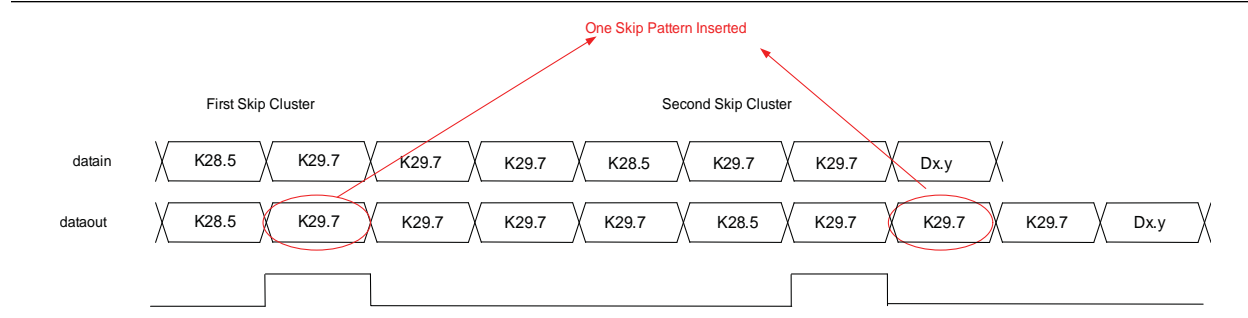 One Skip Pattern Inserted
First Skip Cluster Second Skip Cluster
datain K28.5 K29.7 K29.7 K29.7 K28.5 K29.7 K29.7 Dx.y
dataout K28.5 K29.7 K29.7 K29.7 K29.7 K28.5 K29.7 K29.7 K29.7 Dx.y